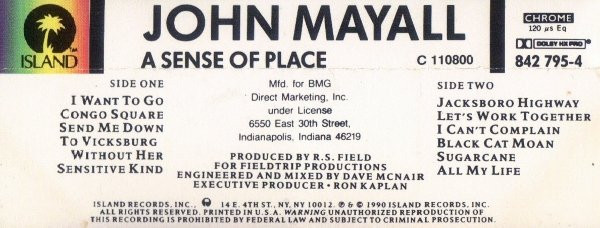 ISLAND™
JOHN MAYALL
A SENSE OF PLACE
C 110800
CHROME
120 µs Eq
DOLBY HX PRO
842 795-4
SIDE ONE
I WANT TO GO
CONGO SQUARE
SEND ME DOWN
TO VICKSBURG
WITHOUT HER
SENSITIVE KIND
Mfd. for BMG
Direct Marketing, Inc.
under License
6550 East 30th Street,
Indianapolis, Indiana 46219
PRODUCED BY R.S. FIELD
FOR FIELDTRIP PRODUCTIONS
ENGINEERED AND MIXED BY DAVE MCNAIR
EXECUTIVE PRODUCER • RON KAPLAN
SIDE TWO
JACKSBORO HIGHWAY
LET'S WORK TOGETHER
I CAN'T COMPLAIN
BLACK CAT MOAN
SUGARCANE
ALL MY LIFE
ISLAND RECORDS, INC., 14 E. 4TH ST., NY, NY 10012. ℗ & © 1990 ISLAND RECORDS, INC.
ALL RIGHTS RESERVED. PRINTED IN U.S.A. WARNING UNAUTHORIZED REPRODUCTION OF
THIS RECORDING IS PROHIBITED BY FEDERAL LAW AND SUBJECT TO CRIMINAL PROSECUTION.